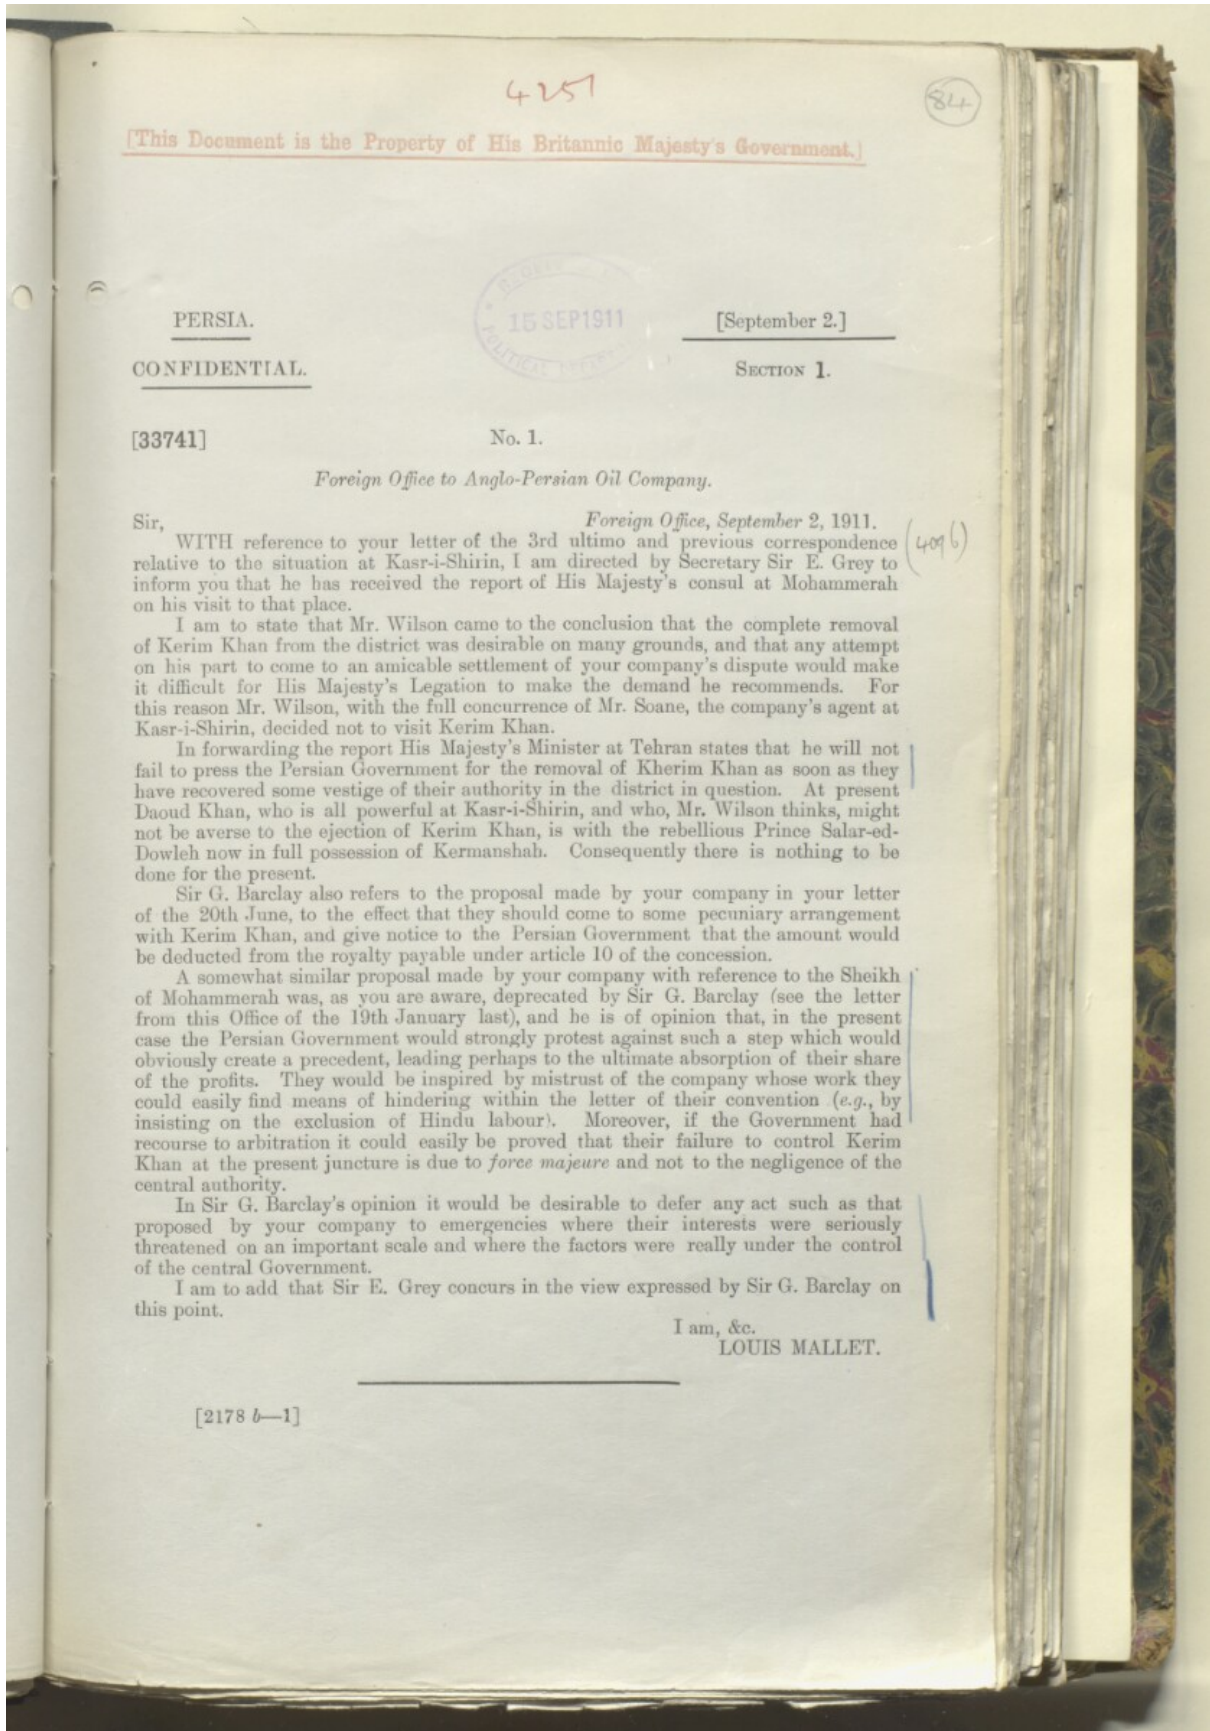 4251
84
[This Document is the Property of His Britannic Majesty's Government.]
15 SEP 1911
POLITICAL
PERSIA.
[September 2.]
CONFIDENTIAL.
SECTION 1.
[33741]
No. 1.
Foreign Office to Anglo-Persian Oil Company.
Sir,
Foreign Office, September 2, 1911.
WITH reference to your letter of the 3rd ultimo and previous correspondence
(4096)
relative to the situation at Kasr-i-Shirin, I am directed by Secretary Sir E. Grey to
inform you that he has received the report of His Majesty's consul at Mohammerah
on his visit to that place.
I am to state that Mr. Wilson came to the conclusion that the complete removal
of Kerim Khan from the district was desirable on many grounds, and that any attempt
on his part to come to an amicable settlement of your company's dispute would make
it difficult for His Majesty's Legation to make the demand he recommends. For
this reason Mr. Wilson, with the full concurrence of Mr. Soane, the company's agent at
Kasr-i-Shirin, decided not to visit Kerim Khan.
In forwarding the report His Majesty's Minister at Tehran states that he will not
fail to press the Persian Government for the removal of Kherim Khan as soon as they
have recovered some vestige of their authority in the district in question. At present
Daoud Khan, who is all powerful at Kasr-i-Shirin, and who, Mr. Wilson thinks, might
not be averse to the ejection of Kerim Khan, is with the rebellious Prince Salar-ed-
Dowleh now in full possession of Kermanshah. Consequently there is nothing to be
done for the present.
Sir G. Barclay also refers to the proposal made by your company in your letter
of the 20th June, to the effect that they should come to some pecuniary arrangement
with Kerim Khan, and give notice to the Persian Government that the amount would
be deducted from the royalty payable under article 10 of the concession.
A somewhat similar proposal made by your company with reference to the Sheikh
of Mohammerah was, as you are aware, deprecated by Sir G. Barclay (see the letter
from this Office of the 19th January last), and he is of opinion that, in the present
case the Persian Government would strongly protest against such a step which would
obviously create a precedent, leading perhaps to the ultimate absorption of their share
of the profits. They would be inspired by mistrust of the company whose work they
could easily find means of hindering within the letter of their convention (e.g., by
insisting on the exclusion of Hindu labour). Moreover, if the Government had
recourse to arbitration it could easily be proved that their failure to control Kerim
Khan at the present juncture is due to force majeure and not to the negligence of the
central authority.
In Sir G. Barclay's opinion it would be desirable to defer any act such as that
proposed by your company to emergencies where their interests were seriously
threatened on an important scale and where the factors were really under the control
of the central Government.
I am to add that Sir E. Grey concurs in the view expressed by Sir G. Barclay on
this point.
I am, &c.
LOUIS MALLET.
[2178 b—1]